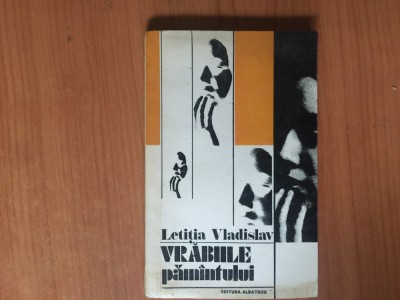 Letiția Vladislav
VRĂBIILE
pămîntului
EDITURA ALBATROS